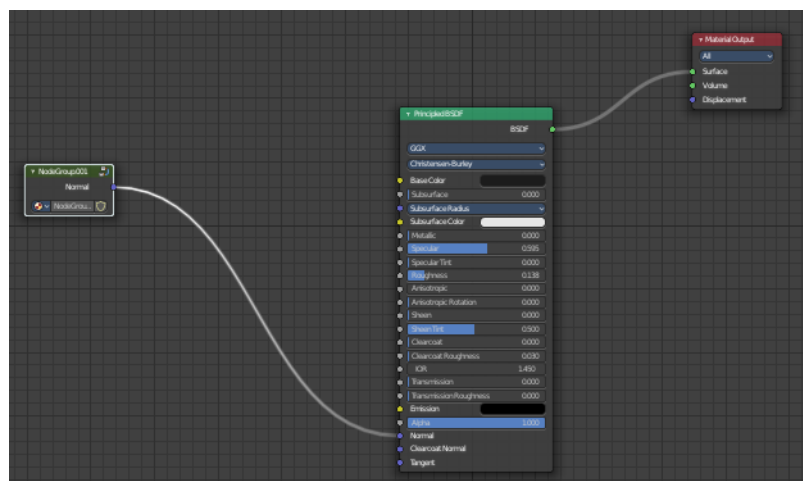 Material Output
All
Surface
Volume
Displacement
Principled BSDF
BSDF
GGX
Christensen-Burley
Base Color
Subsurface 0.000
Subsurface Radius
Subsurface Color
Metallic 0.000
Specular 0.595
Specular Tint 0.000
Roughness 0.138
Anisotropic 0.000
Anisotropic Rotation 0.000
Sheen 0.000
Sheen Tint 0.500
Clearcoat 0.000
Clearcoat Roughness 0.030
IOR 1.450
Transmission 0.000
Transmission Roughness 0.000
Emission
Alpha 1.000
Normal
Clearcoat Normal
Tangent
NodeGroup.001
Normal
NodeGrou...